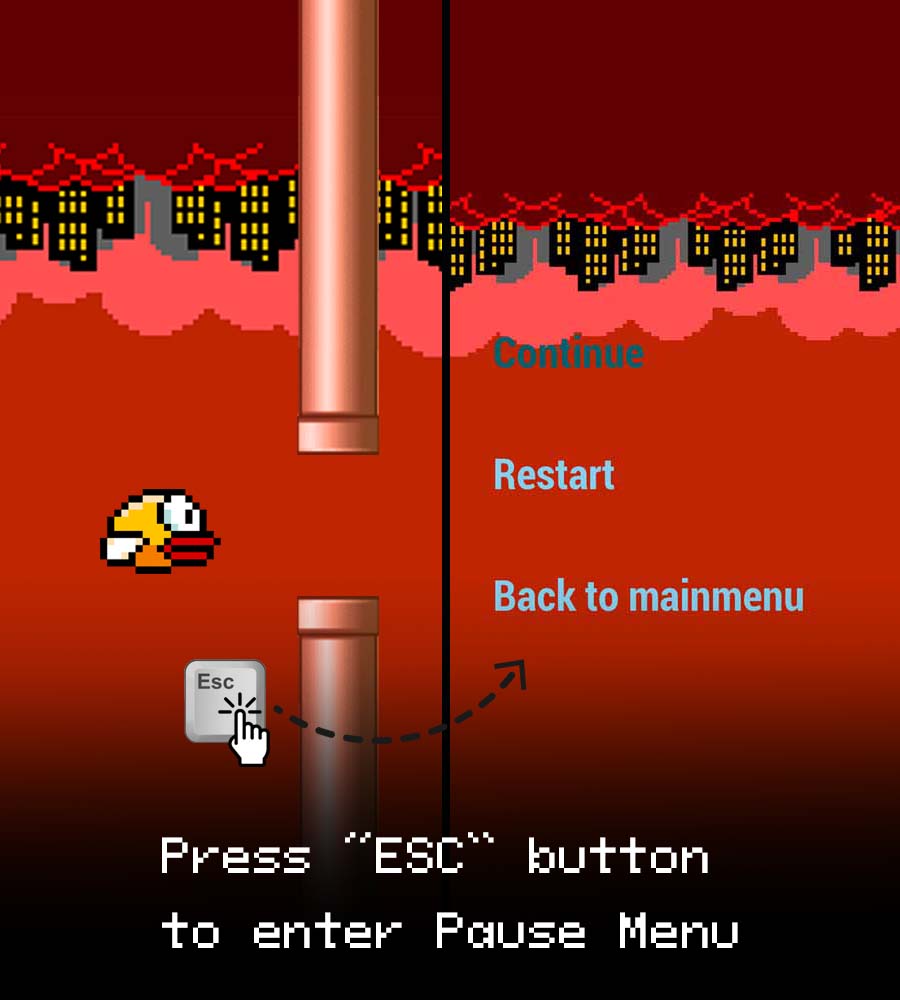 Continue
Restart
Back to mainmenu
Esc
Press ˝ESC˝ button
to enter Pause Menu